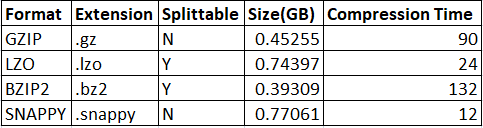 Format Extension Splittable Size(GB) Compression Time
GZIP .gz N 0.45255 90
LZO .lzo Y 0.74397 24
BZIP2 .bz2 Y 0.39309 132
SNAPPY .snappy N 0.77061 12